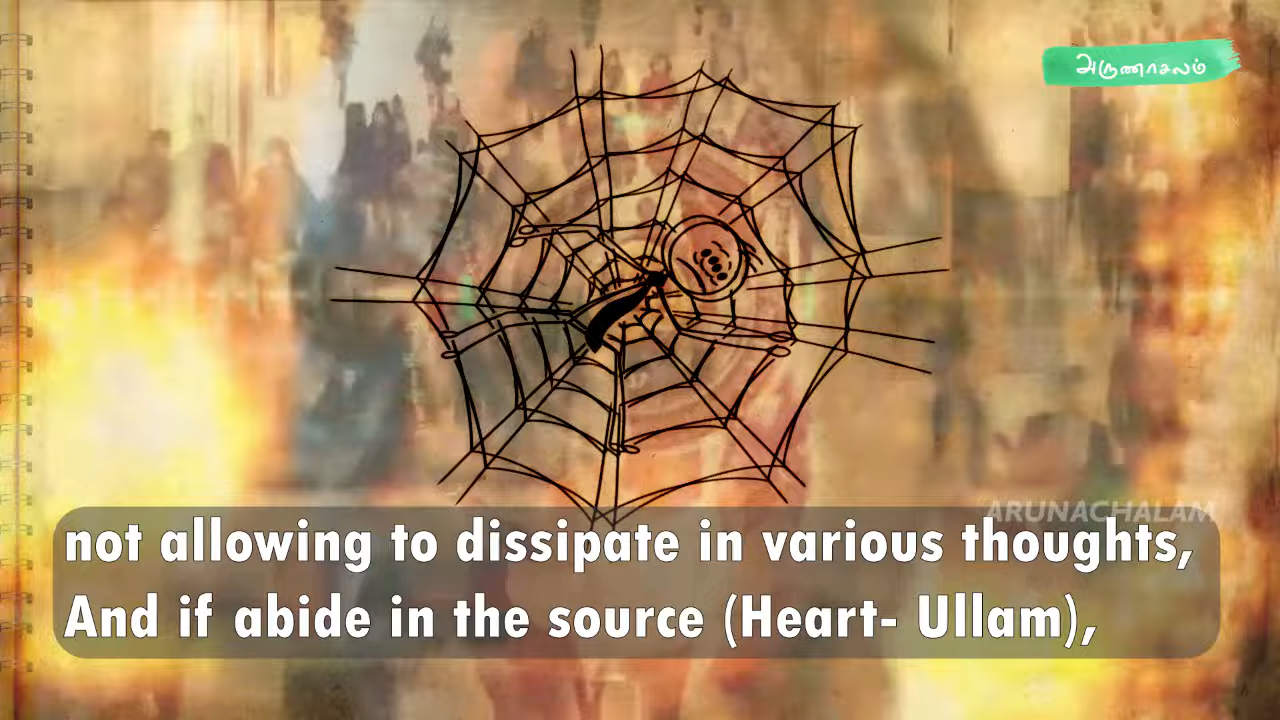 அருணாசலம்
ARUNACHALAM
not allowing to dissipate in various thoughts,
And if abide in the source (Heart- Ullam),